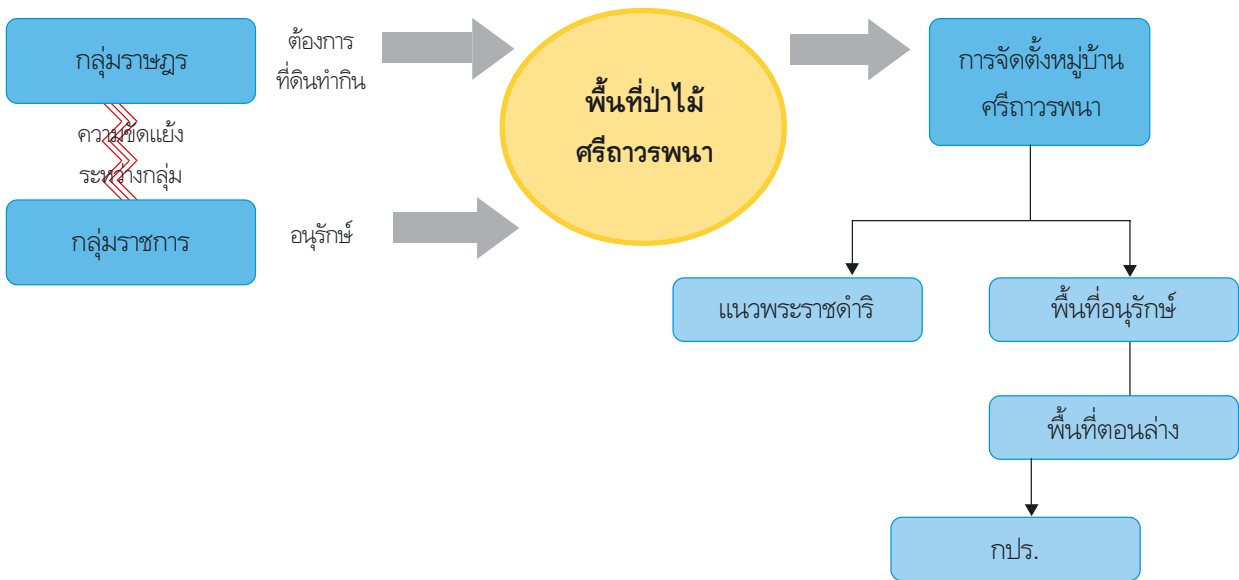 กลุ่มราษฎร
ต้องการ
ที่ดินทำกิน
ความขัดแย้ง
ระหว่างกลุ่ม
กลุ่มราชการ
อนุรักษ์
พื้นที่ป่าไม้
ศรีถาวรพนา
การจัดตั้งหมู่บ้าน
ศรีถาวรพนา
แนวพระราชดำริ
พื้นที่อนุรักษ์
พื้นที่ตอนล่าง
กปร.